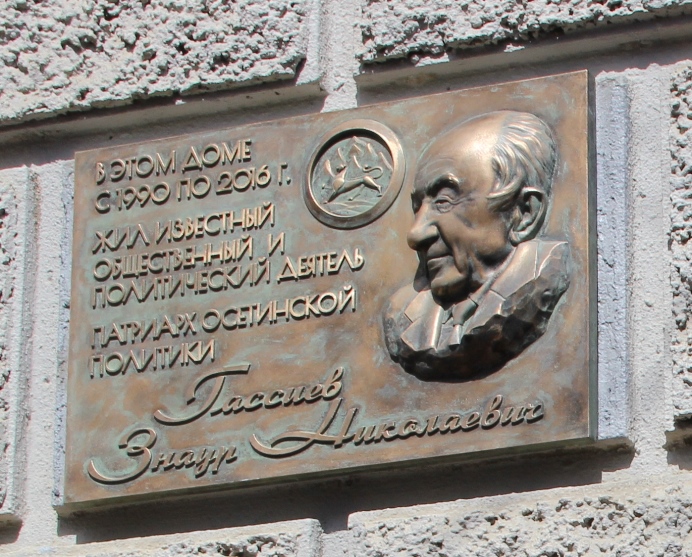 В ЭТОМ ДОМЕ
С 1990 ПО 2016 Г.
ЖИЛ ИЗВЕСТНЫЙ
ОБЩЕСТВЕННЫЙ И
ПОЛИТИЧЕСКИЙ ДЕЯТЕЛЬ
ПАТРИАРХ ОСЕТИНСКОЙ
ПОЛИТИКИ
Гассиев
Знаур Николаевич